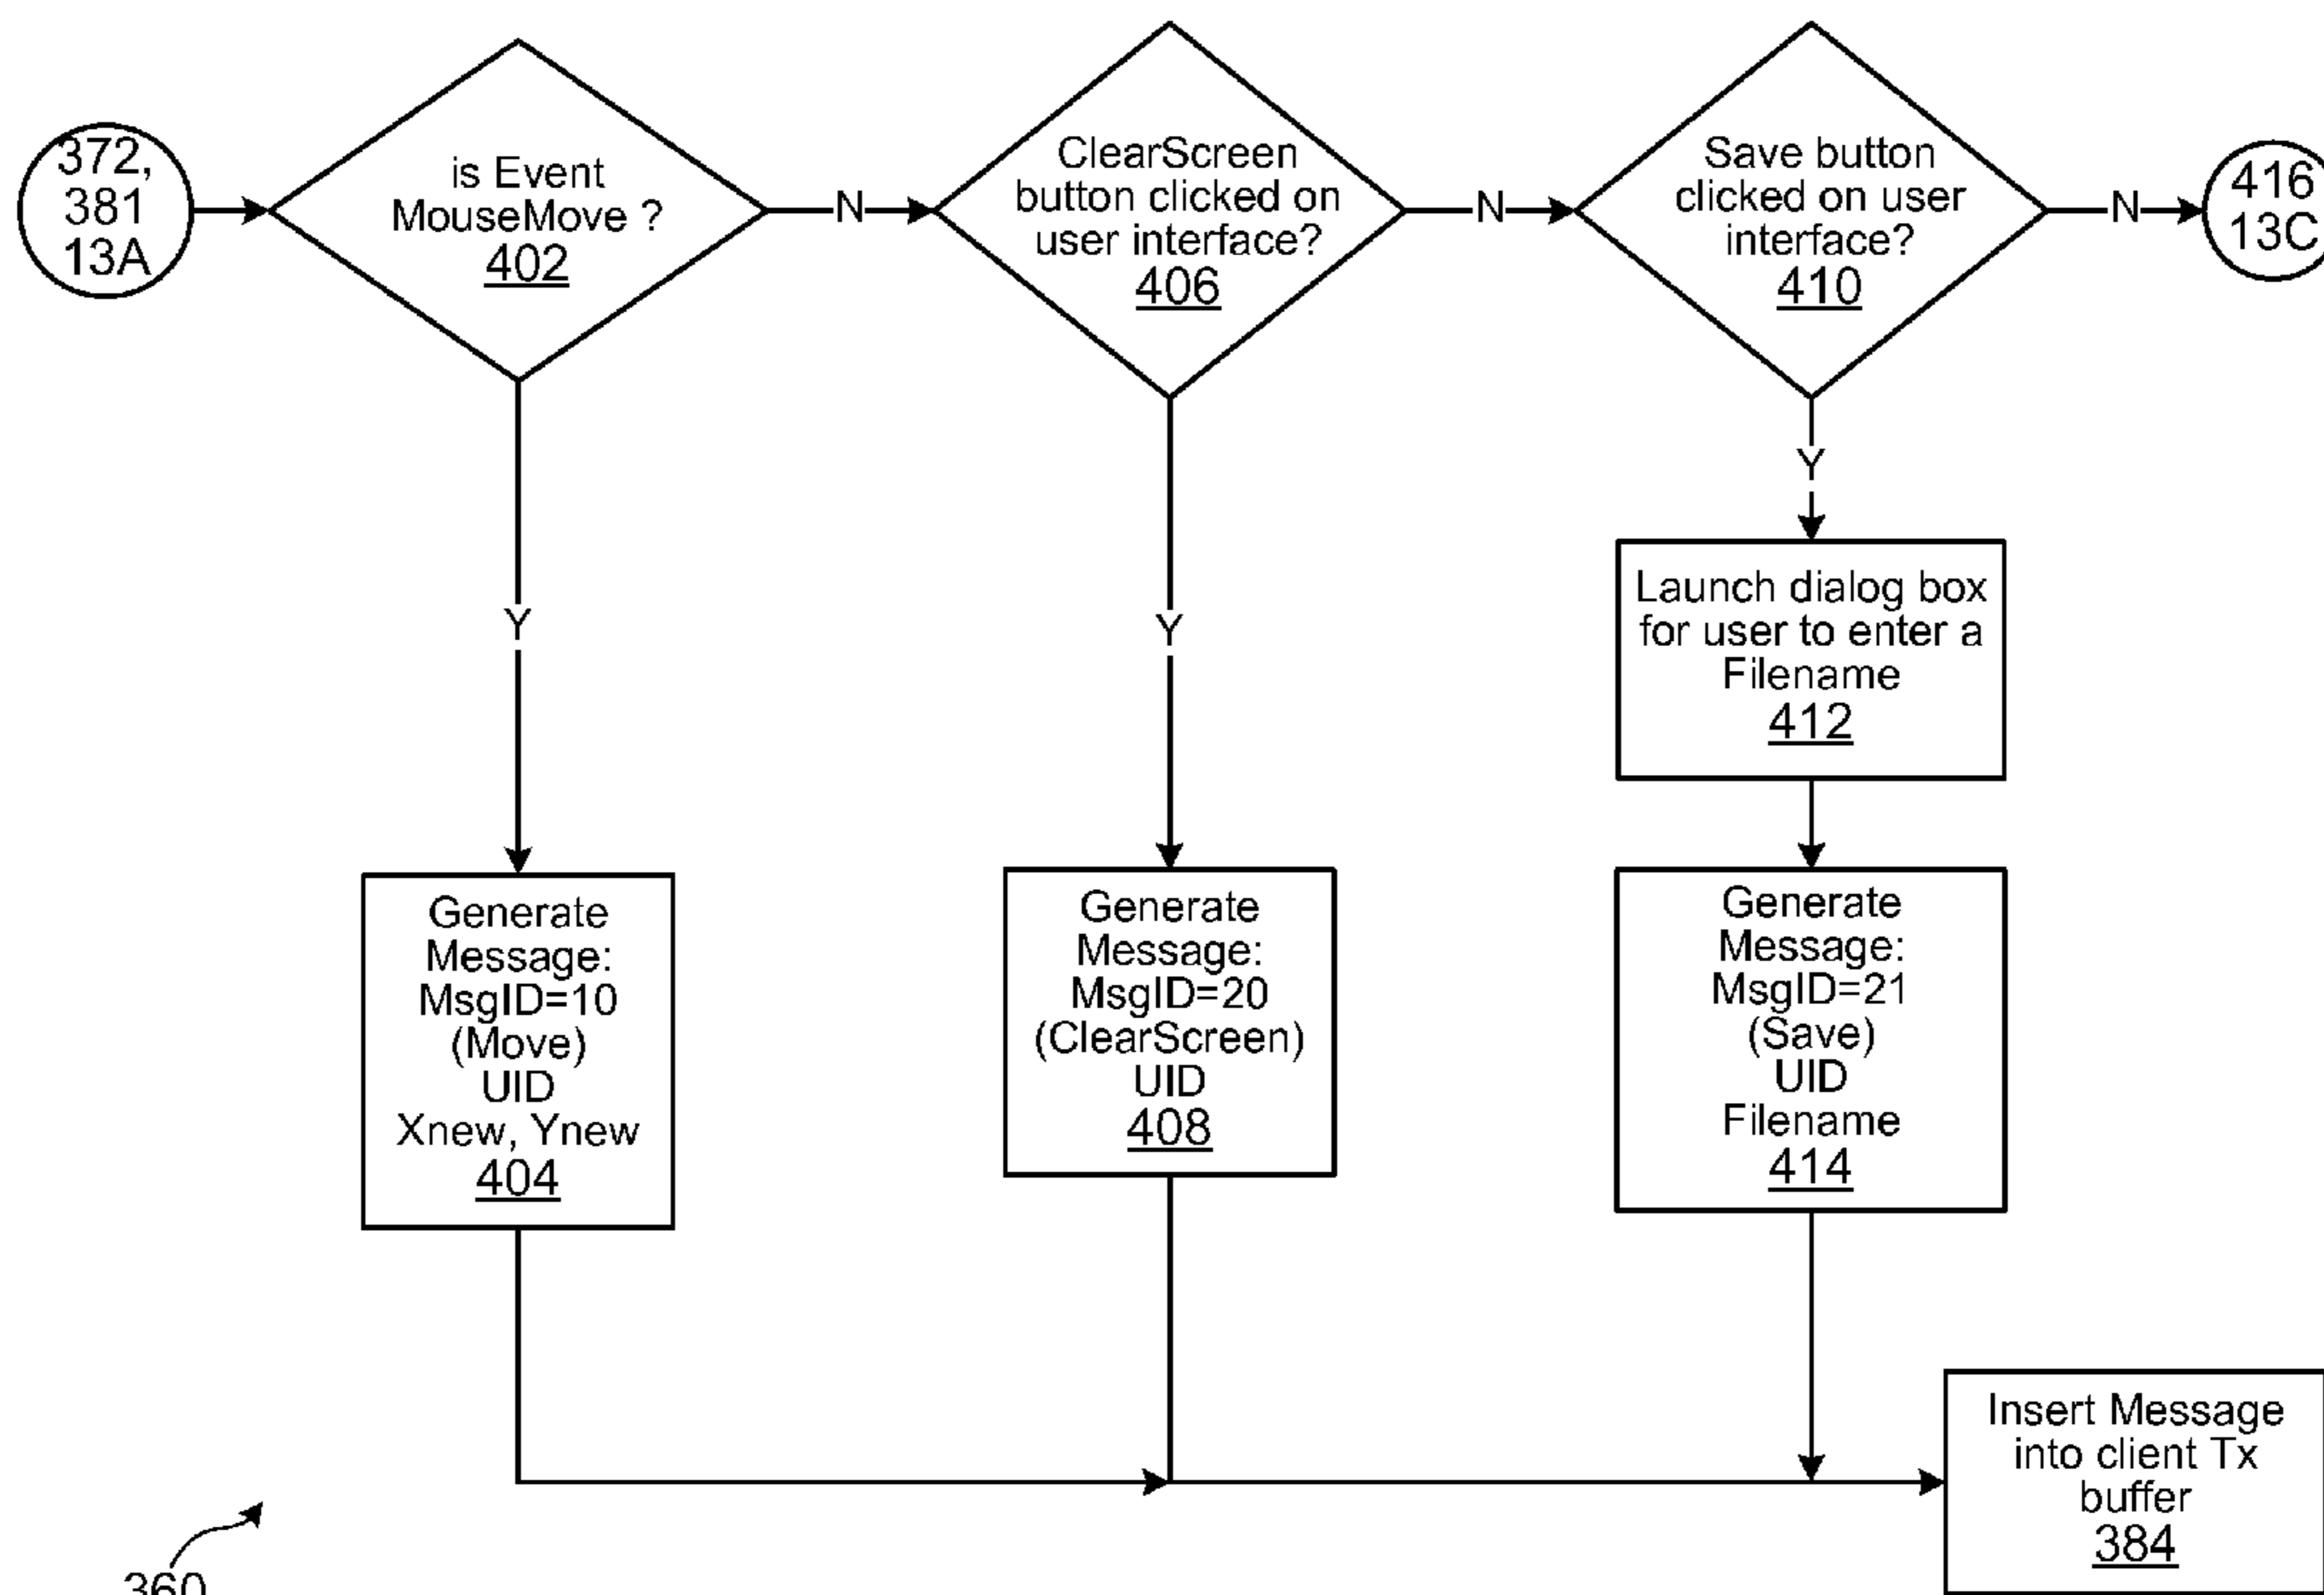 372,
381
13A
is Event
MouseMove ?
402
N
ClearScreen
button clicked on
user interface?
406
N
Save button
clicked on user
interface?
410
N
416
13C
Y
Y
Y
Launch dialog box
for user to enter a
Filename
412
Generate
Message:
MsgID=10
(Move)
UID
Xnew, Ynew
404
Generate
Message:
MsgID=20
(ClearScreen)
UID
408
Generate
Message:
MsgID=21
(Save)
UID
Filename
414
Insert Message
into client Tx
buffer
384
360